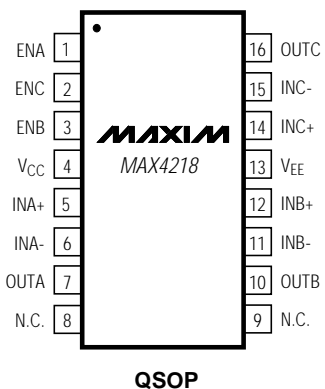 ENA 1 16 OUTC
ENC 2 15 INC-
ENB 3 14 INC+
MAXIM
VCC 4 MAX4218 13 VEE
INA+ 5 12 INB+
INA- 6 11 INB-
OUTA 7 10 OUTB
N.C. 8 9 N.C.
QSOP